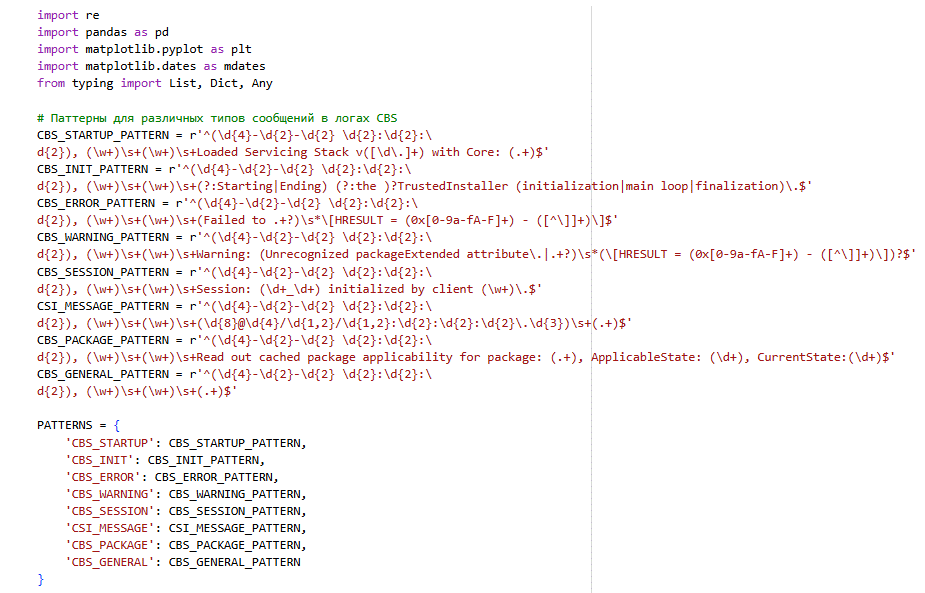 import re
import pandas as pd
import matplotlib.pyplot as plt
import matplotlib.dates as mdates
from typing import List, Dict, Any

# Паттерны для различных типов сообщений в логах CBS
CBS_STARTUP_PATTERN = r'^(\d{4}-\d{2}-\d{2} \d{2}:\d{2}:\
d{2}), (\w+)\s+(\w+)\s+Loaded Servicing Stack v([\d\.]+) with Core: (.+)$'
CBS_INIT_PATTERN = r'^(\d{4}-\d{2}-\d{2} \d{2}:\d{2}:\
d{2}), (\w+)\s+(\w+)\s+(?:Starting|Ending) (?:the )?TrustedInstaller (initialization|main loop|finalization)\.$'
CBS_ERROR_PATTERN = r'^(\d{4}-\d{2}-\d{2} \d{2}:\d{2}:\
d{2}), (\w+)\s+(\w+)\s+(Failed to .+?)\s*\[HRESULT = (0x[0-9a-fA-F]+) - ([^\]]+)\]$'
CBS_WARNING_PATTERN = r'^(\d{4}-\d{2}-\d{2} \d{2}:\d{2}:\
d{2}), (\w+)\s+(\w+)\s+Warning: (Unrecognized packageExtended attribute\.|.+?)\s*(\[HRESULT = (0x[0-9a-fA-F]+) - ([^\]]+)\])?$'
CBS_SESSION_PATTERN = r'^(\d{4}-\d{2}-\d{2} \d{2}:\d{2}:\
d{2}), (\w+)\s+(\w+)\s+Session: (\d+_\d+) initialized by client (\w+)\.$'
CSI_MESSAGE_PATTERN = r'^(\d{4}-\d{2}-\d{2} \d{2}:\d{2}:\
d{2}), (\w+)\s+(\w+)\s+(\d{8}@\d{4}/\d{1,2}/\d{1,2}:\d{2}:\d{2}:\d{2}\.\d{3})\s+(.+)$'
CBS_PACKAGE_PATTERN = r'^(\d{4}-\d{2}-\d{2} \d{2}:\d{2}:\
d{2}), (\w+)\s+(\w+)\s+Read out cached package applicability for package: (.+), ApplicableState: (\d+), CurrentState:(\d+)$'
CBS_GENERAL_PATTERN = r'^(\d{4}-\d{2}-\d{2} \d{2}:\d{2}:\
d{2}), (\w+)\s+(\w+)\s+(.+)$'

PATTERNS = {
    'CBS_STARTUP': CBS_STARTUP_PATTERN,
    'CBS_INIT': CBS_INIT_PATTERN,
    'CBS_ERROR': CBS_ERROR_PATTERN,
    'CBS_WARNING': CBS_WARNING_PATTERN,
    'CBS_SESSION': CBS_SESSION_PATTERN,
    'CSI_MESSAGE': CSI_MESSAGE_PATTERN,
    'CBS_PACKAGE': CBS_PACKAGE_PATTERN,
    'CBS_GENERAL': CBS_GENERAL_PATTERN
}